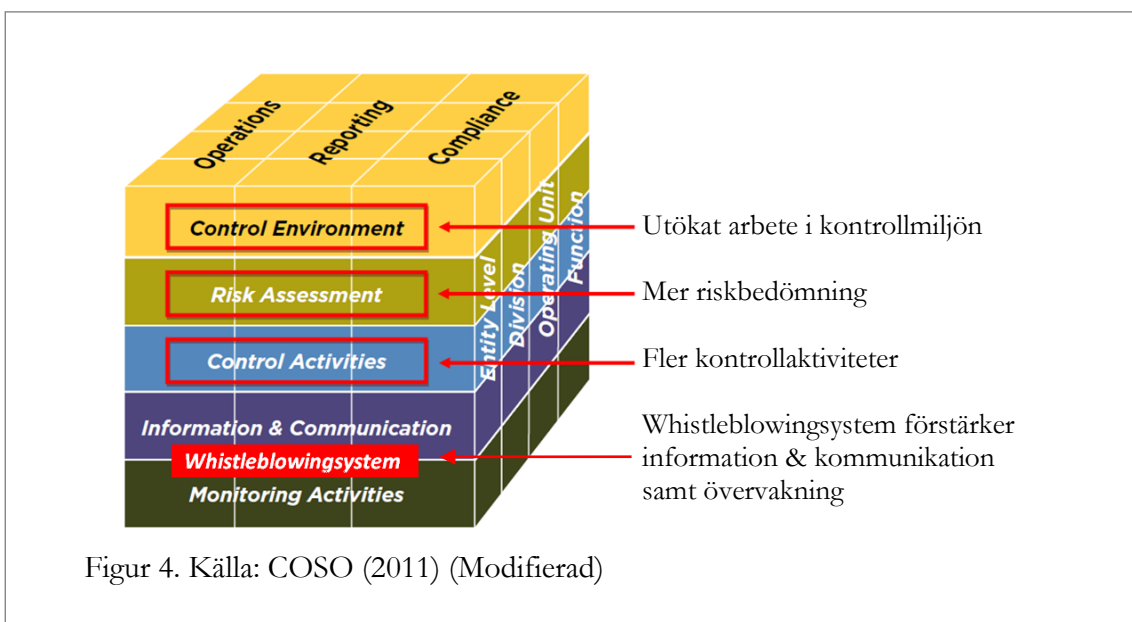 Operations
Reporting
Compliance
Control Environment
Risk Assessment
Control Activities
Information & Communication
Whistleblowingsystem
Monitoring Activities
Entity Level
Division
Operating Unit
Function
Utökat arbete i kontrollmiljön
Mer riskbedömning
Fler kontrollaktiviteter
Whistleblowingsystem förstärker
information & kommunikation
samt övervakning
Figur 4. Källa: COSO (2011) (Modifierad)